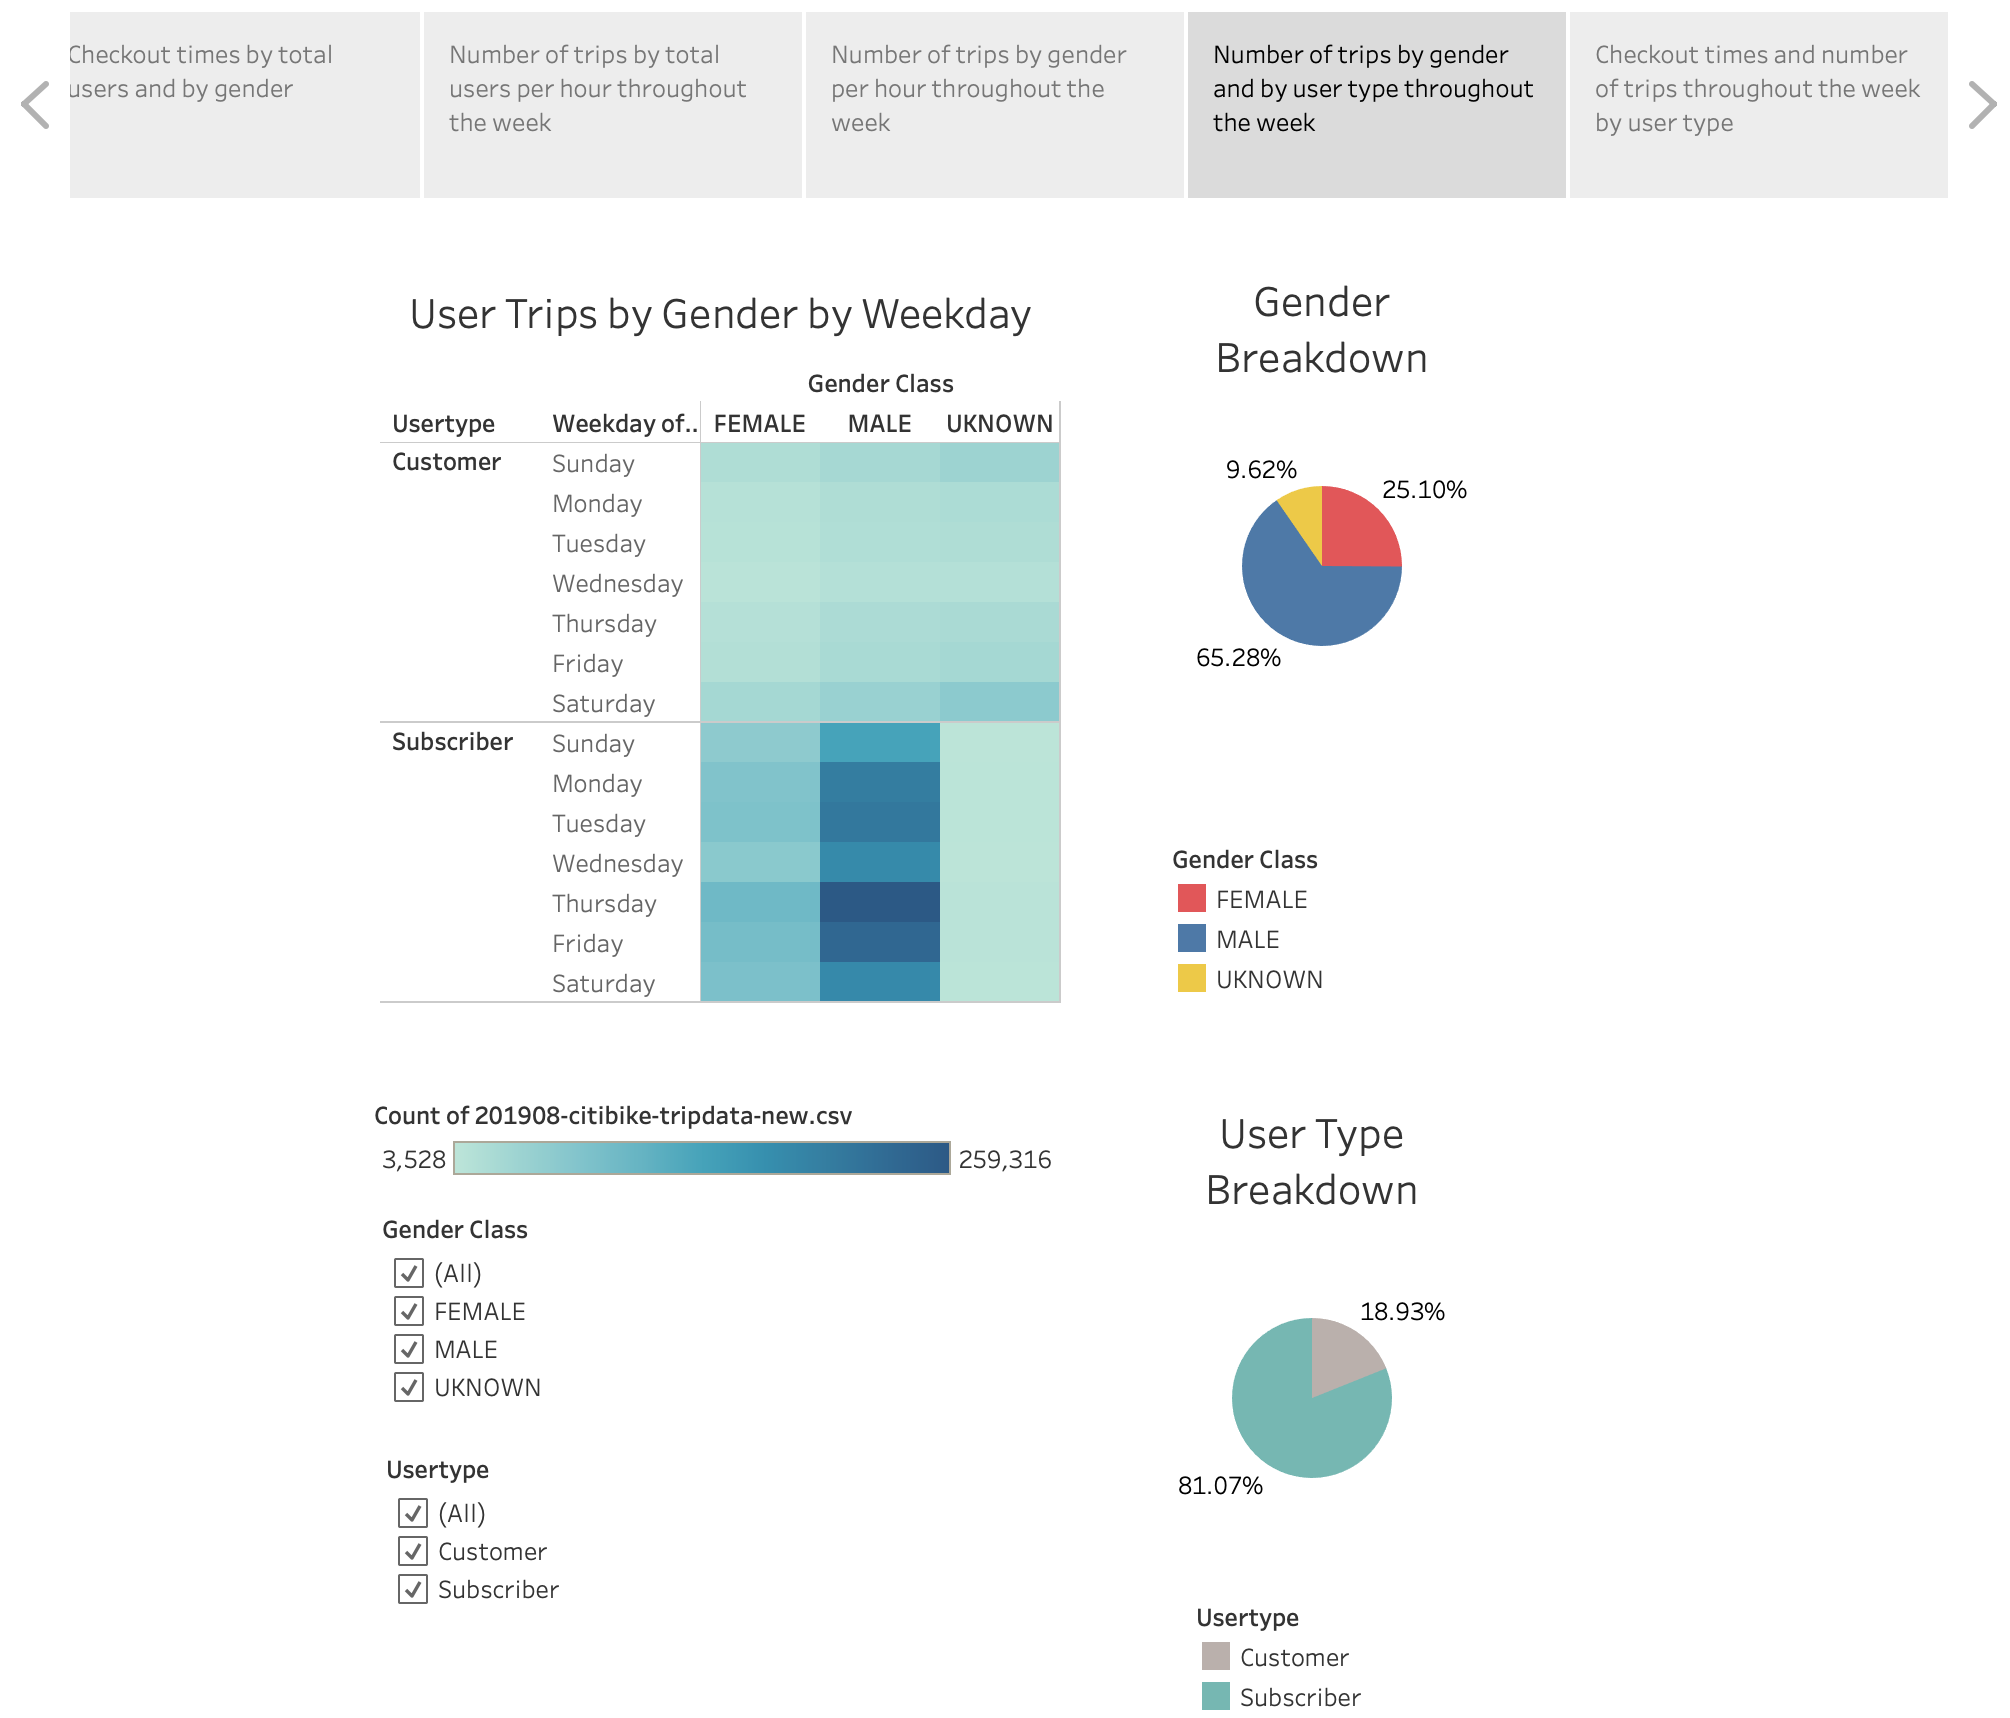 Checkout times by total
users and by gender
Number of trips by total
users per hour throughout
the week
Number of trips by gender
per hour throughout the
week
Number of trips by gender
and by user type throughout
the week
Checkout times and number
of trips throughout the week
by user type
User Trips by Gender by Weekday
Gender Class
Usertype Weekday of.. FEMALE MALE UKNOWN
Customer Sunday
Monday
Tuesday
Wednesday
Thursday
Friday
Saturday
Subscriber Sunday
Monday
Tuesday
Wednesday
Thursday
Friday
Saturday
Count of 201908-citibike-tripdata-new.csv
3,528 259,316
Gender Class
(All)
FEMALE
MALE
UKNOWN
Usertype
(All)
Customer
Subscriber
Gender
Breakdown
9.62%
25.10%
65.28%
Gender Class
FEMALE
MALE
UKNOWN
User Type
Breakdown
18.93%
81.07%
Usertype
Customer
Subscriber